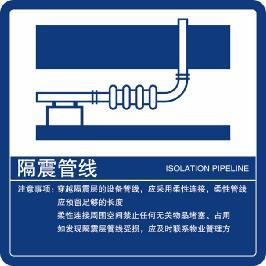 隔震管线
ISOLATION PIPELINE
注意事项：穿越隔震层的设备管线，应采用柔性连接，柔性管线
应预留足够的长度
柔性连接周围空间禁止任何无关物品堵塞、占用
如发现隔震层管线受损，应及时联系物业管理方